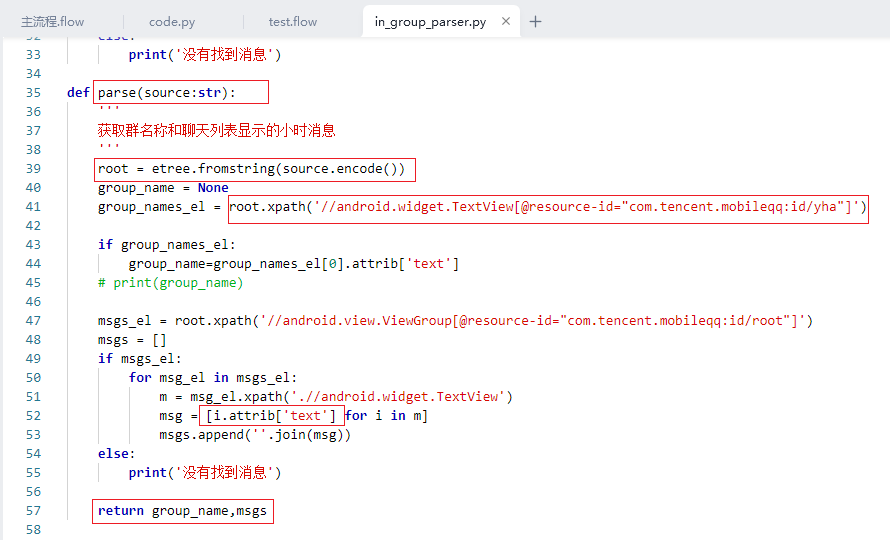 主流程.flow code.py test.flow in_group_parser.py × +
32 else:
33 print('没有找到消息')
34
35 def parse(source:str):
36 '''
37 获取群名称和聊天列表显示的小时消息
38 '''
39 root = etree.fromstring(source.encode())
40 group_name = None
41 group_names_el = root.xpath('//android.widget.TextView[@resource-id="com.tencent.mobileqq:id/yha"]')
42
43 if group_names_el:
44 group_name=group_names_el[0].attrib['text']
45 # print(group_name)
46
47 msgs_el = root.xpath('//android.view.ViewGroup[@resource-id="com.tencent.mobileqq:id/root"]')
48 msgs = []
49 if msgs_el:
50 for msg_el in msgs_el:
51 m = msg_el.xpath('.//android.widget.TextView')
52 msg = [i.attrib['text'] for i in m]
53 msgs.append(''.join(msg))
54 else:
55 print('没有找到消息')
56
57 return group_name,msgs
58